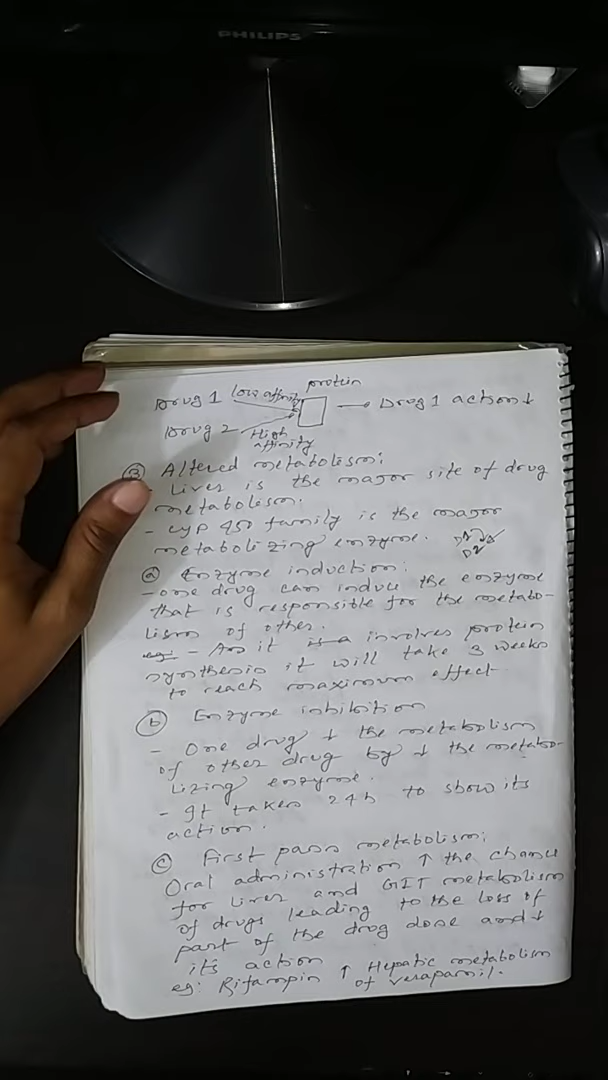 PHILIPS
Drug 1 low affinity protein → Drug 1 action ↓
Drug 2 High affinity
③ Altered metabolism:
Liver is the major site of drug
metabolism.
- CYP 450 family is the major
metabolizing enzyme.
ⓐ Enzyme induction:
- one drug can induce the enzyme
that is responsible for the metabo-
lism of other.
eg: - As it is a involves protein
synthesis it will take 3 weeks
to reach maximum effect
ⓑ Enzyme inhibition
- One drug ↓ the metabolism
of other drug by ↓ the metabo-
lizing enzyme.
- It takes 24h to show its
action.
ⓒ First pass metabolism:
Oral administration ↑ the chance
for liver and GIT metabolism
of drugs leading to the loss of
part of the drug dose and ↓
its action
eg: Rifampin ↑ Hepatic metabolism
of verapamil.